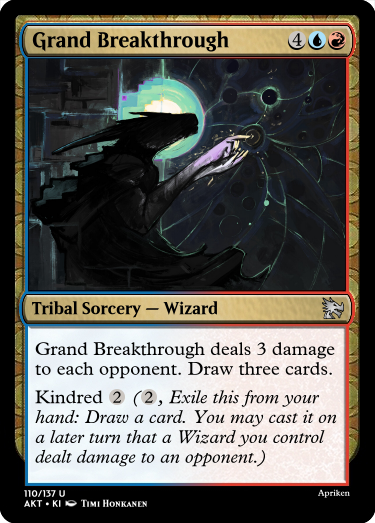 Grand Breakthrough 4
Tribal Sorcery — Wizard
Grand Breakthrough deals 3 damage
to each opponent. Draw three cards.
Kindred 2 (2, Exile this from your
hand: Draw a card. You may cast it on
a later turn that a Wizard you control
dealt damage to an opponent.)
110/137 U
Apriken
AKT • KI Timi Honkanen